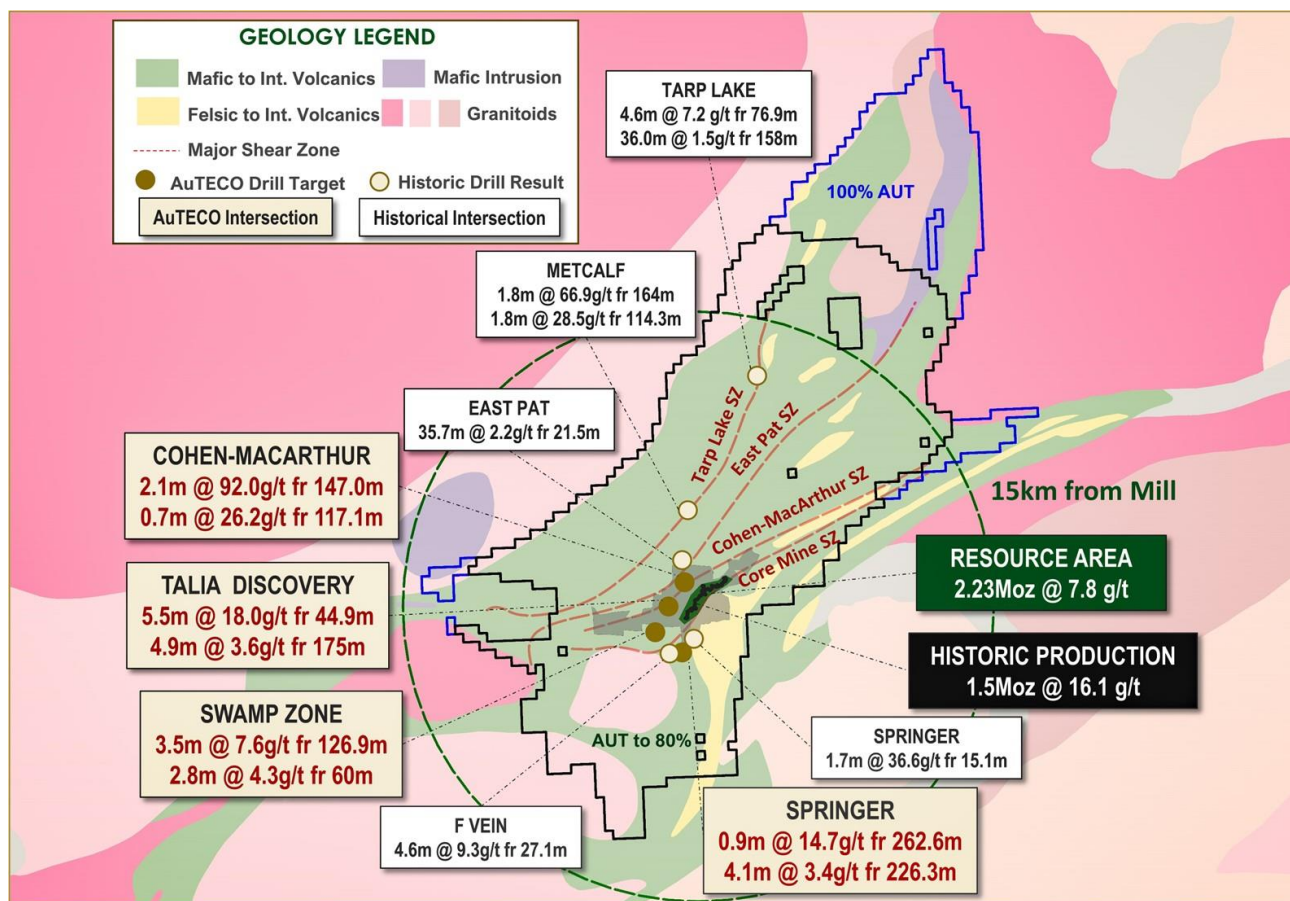 GEOLOGY LEGEND
Mafic to Int. Volcanics
Mafic Intrusion
Felsic to Int. Volcanics
Granitoids
Major Shear Zone
AuTECO Drill Target
Historic Drill Result
AuTECO Intersection
Historical Intersection
TARP LAKE
4.6m @ 7.2 g/t fr 76.9m
36.0m @ 1.5g/t fr 158m
100% AUT
METCALF
1.8m @ 66.9g/t fr 164m
1.8m @ 28.5g/t fr 114.3m
EAST PAT
35.7m @ 2.2g/t fr 21.5m
Tarp Lake SZ
East Pat SZ
COHEN-MACARTHUR
2.1m @ 92.0g/t fr 147.0m
0.7m @ 26.2g/t fr 117.1m
Cohen-MacArthur SZ
15km from Mill
Core Mine SZ
RESOURCE AREA
2.23Moz @ 7.8 g/t
TALIA DISCOVERY
5.5m @ 18.0g/t fr 44.9m
4.9m @ 3.6g/t fr 175m
HISTORIC PRODUCTION
1.5Moz @ 16.1 g/t
SWAMP ZONE
3.5m @ 7.6g/t fr 126.9m
2.8m @ 4.3g/t fr 60m
AUT to 80%
SPRINGER
1.7m @ 36.6g/t fr 15.1m
F VEIN
4.6m @ 9.3g/t fr 27.1m
SPRINGER
0.9m @ 14.7g/t fr 262.6m
4.1m @ 3.4g/t fr 226.3m